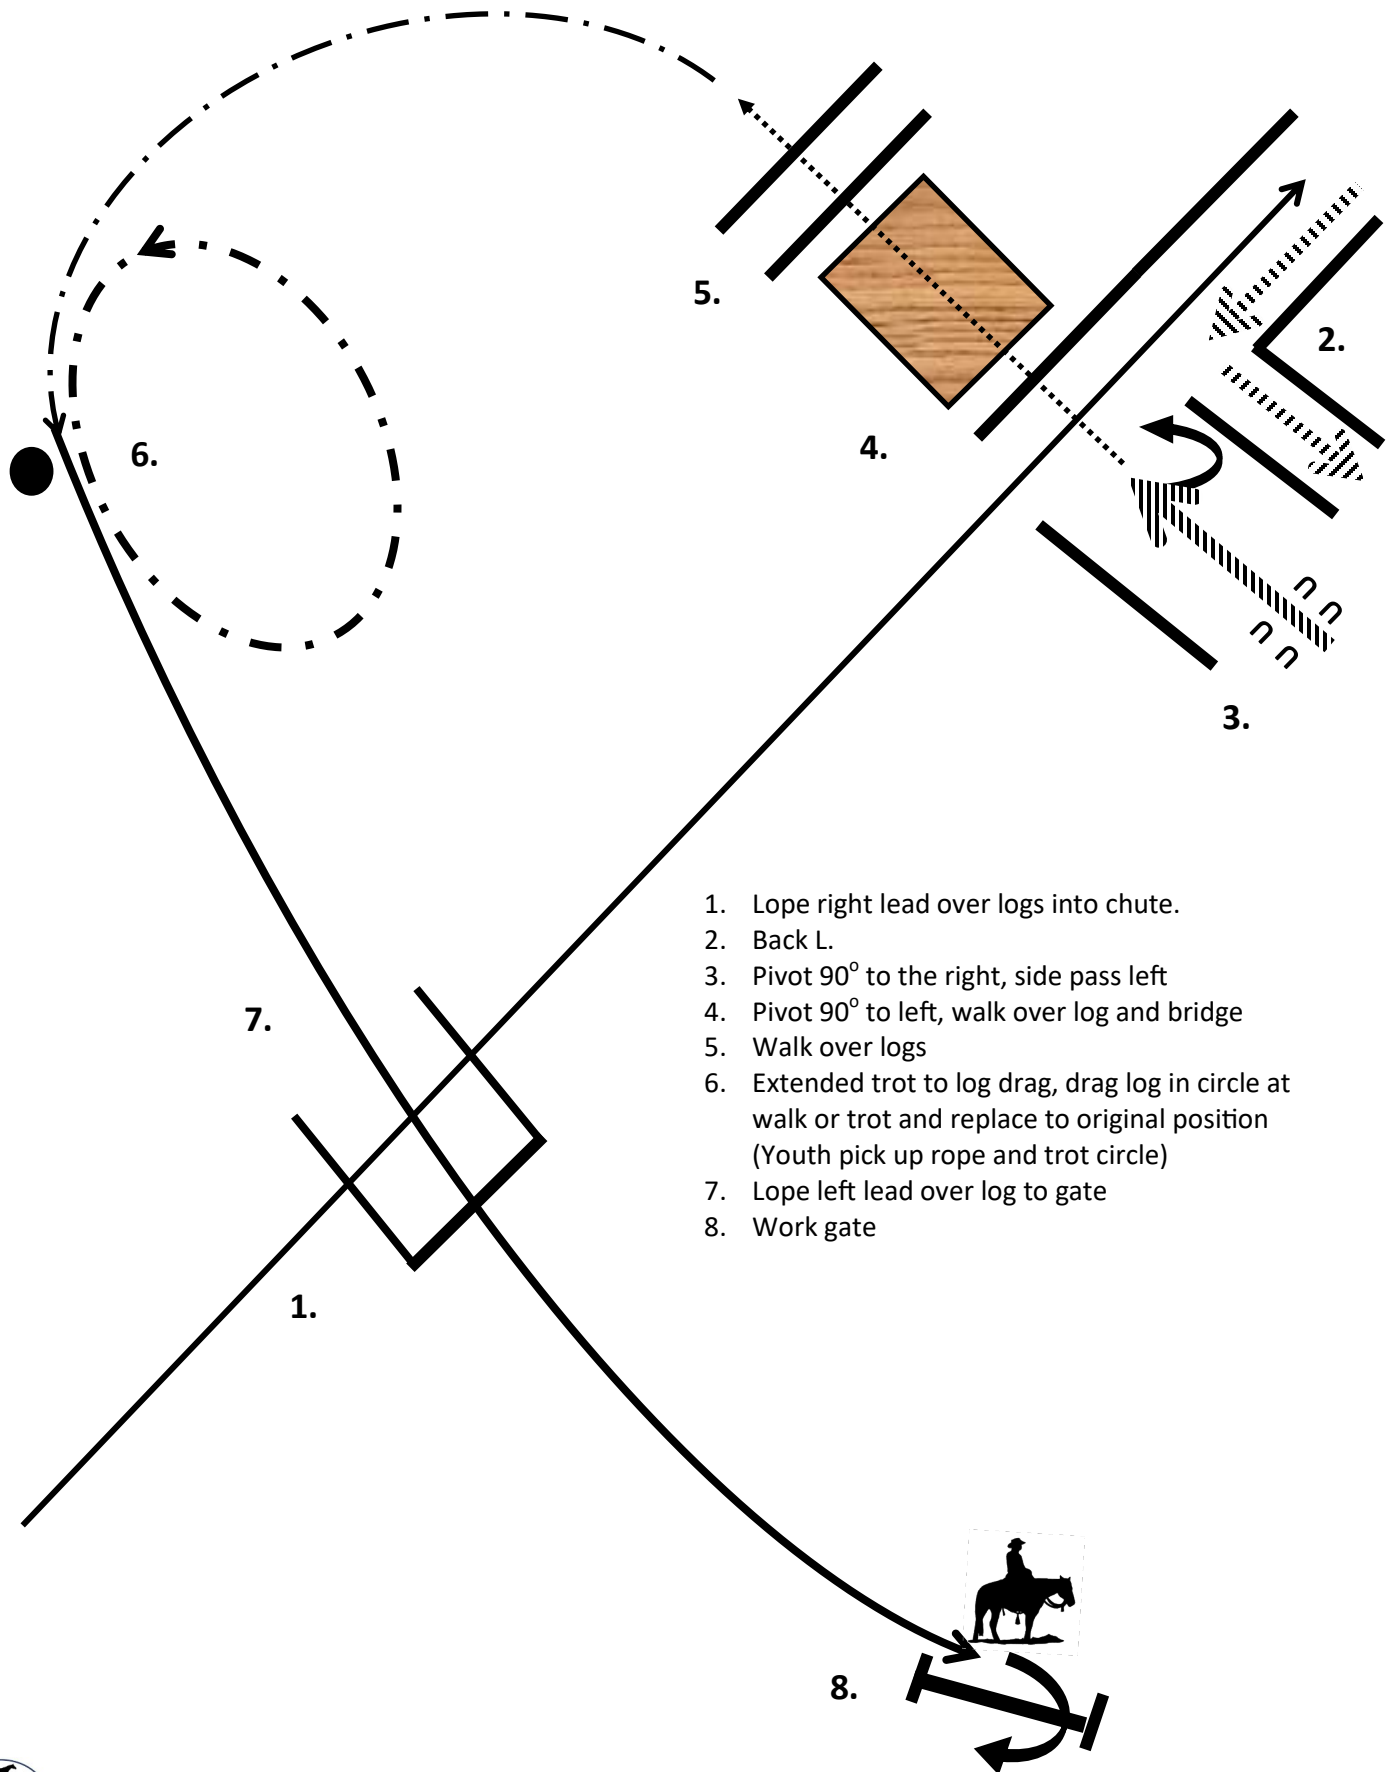 5.
2.
4.
6.
3.
1. Lope right lead over logs into chute.
2. Back L.
3. Pivot 90º to the right, side pass left
7.
4. Pivot 90º to left, walk over log and bridge
5. Walk over logs
6. Extended trot to log drag, drag log in circle at
walk or trot and replace to original position
(Youth pick up rope and trot circle)
7. Lope left lead over log to gate
8. Work gate
1.
8.